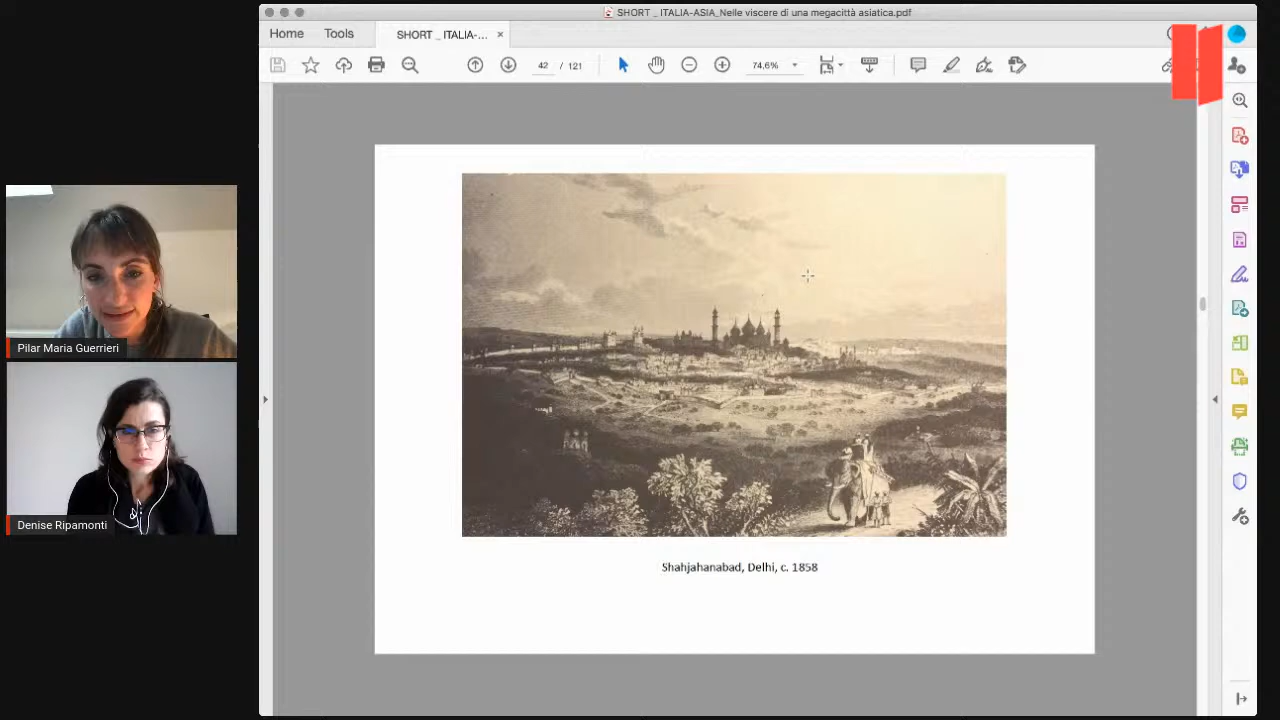 SHORT _ ITALIA-ASIA_Nelle viscere di una megacittà asiatica.pdf
Home
Tools
SHORT _ ITALIA-...
42 / 121
74,6%
Pilar Maria Guerrieri
Denise Ripamonti
Shahjahanabad, Delhi, c. 1858